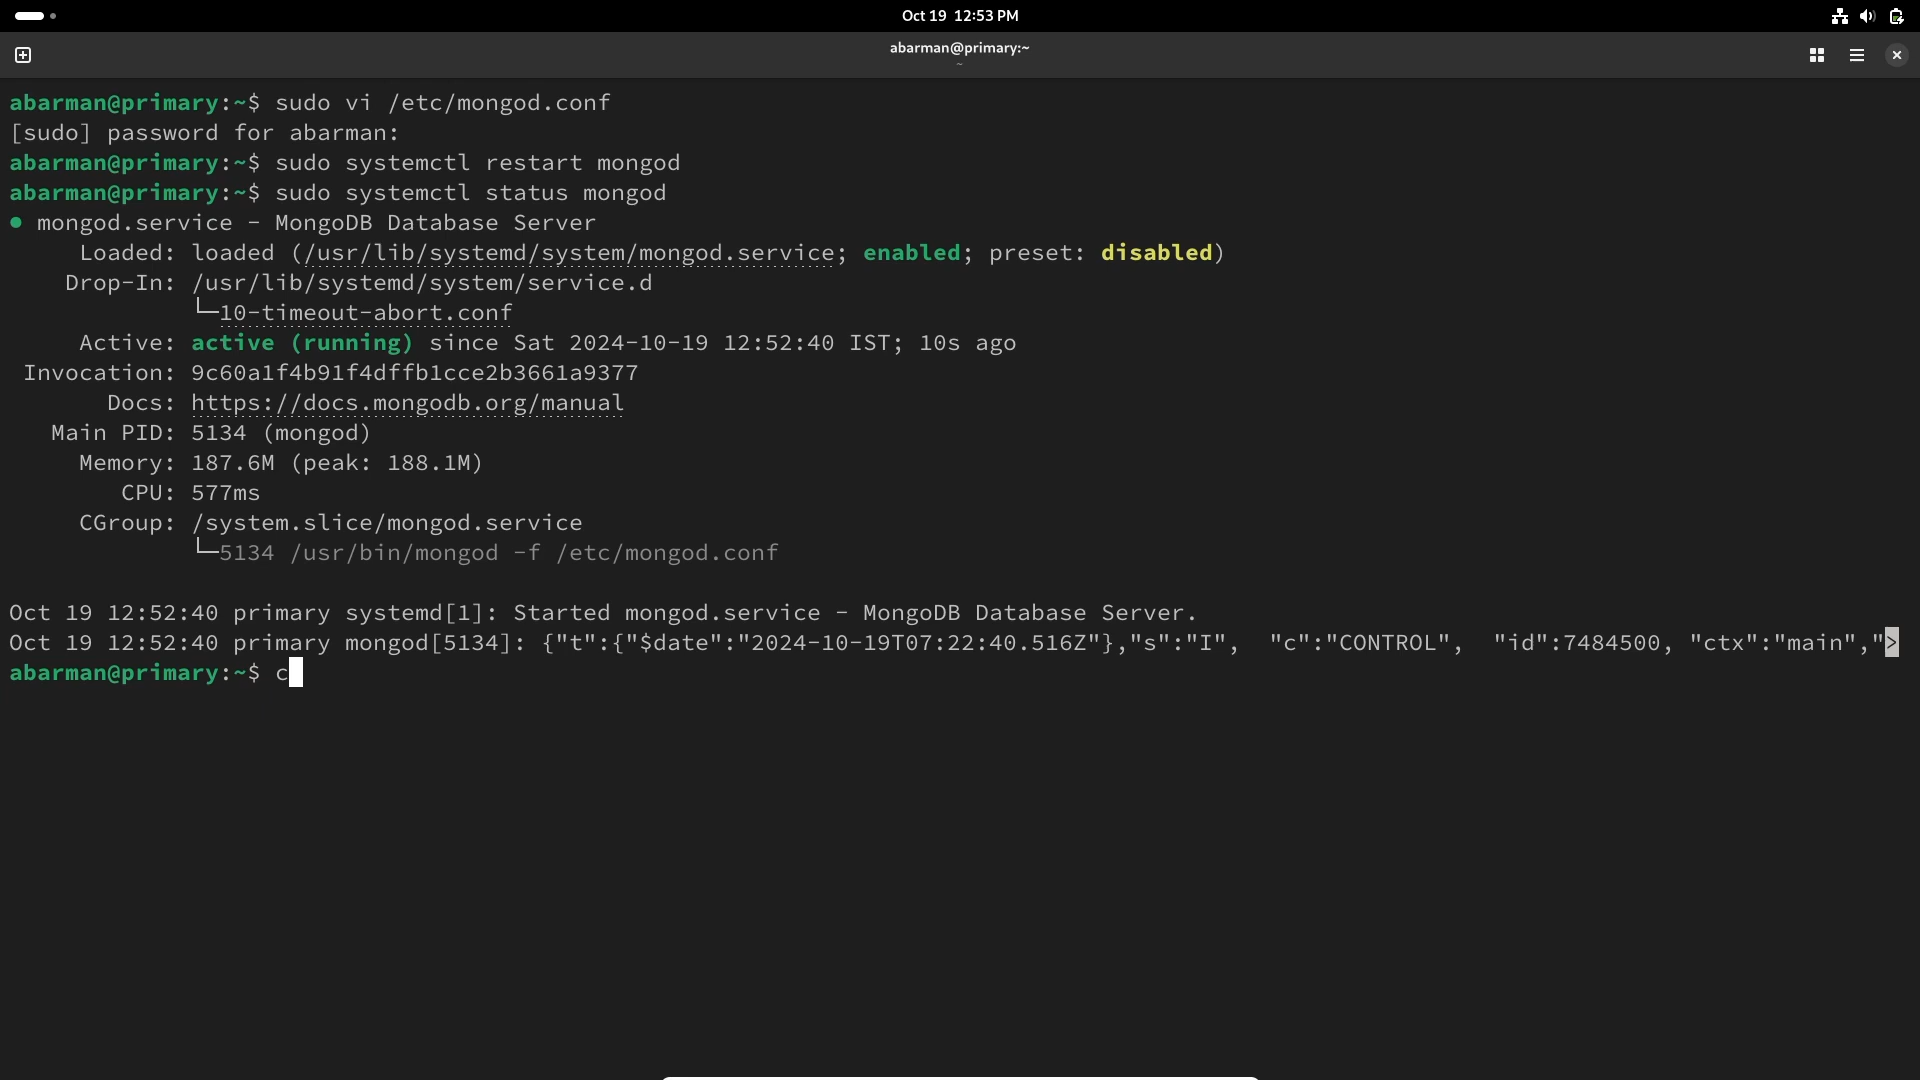 Oct 19 12:53 PM
abarman@primary:~
~
abarman@primary:~$ sudo vi /etc/mongod.conf
[sudo] password for abarman:
abarman@primary:~$ sudo systemctl restart mongod
abarman@primary:~$ sudo systemctl status mongod
● mongod.service - MongoDB Database Server
     Loaded: loaded (/usr/lib/systemd/system/mongod.service; enabled; preset: disabled)
    Drop-In: /usr/lib/systemd/system/service.d
             └─10-timeout-abort.conf
     Active: active (running) since Sat 2024-10-19 12:52:40 IST; 10s ago
 Invocation: 9c60a1f4b91f4dffb1cce2b3661a9377
       Docs: https://docs.mongodb.org/manual
   Main PID: 5134 (mongod)
     Memory: 187.6M (peak: 188.1M)
        CPU: 577ms
     CGroup: /system.slice/mongod.service
             └─5134 /usr/bin/mongod -f /etc/mongod.conf
Oct 19 12:52:40 primary systemd[1]: Started mongod.service - MongoDB Database Server.
Oct 19 12:52:40 primary mongod[5134]: {"t":{"$date":"2024-10-19T07:22:40.516Z"},"s":"I",  "c":"CONTROL",  "id":7484500, "ctx":"main","&gt;
abarman@primary:~$ c